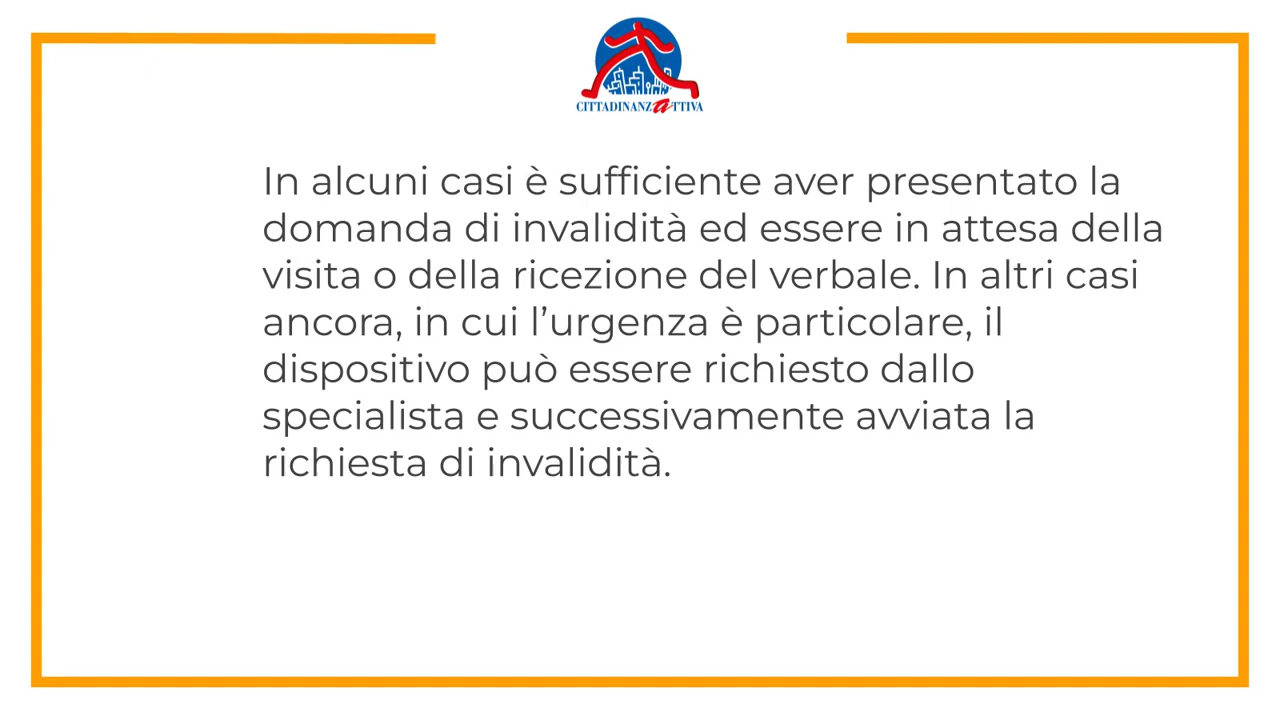 CITTADINANZaTTIVA
In alcuni casi è sufficiente aver presentato la
domanda di invalidità ed essere in attesa della
visita o della ricezione del verbale. In altri casi
ancora, in cui l’urgenza è particolare, il
dispositivo può essere richiesto dallo
specialista e successivamente avviata la
richiesta di invalidità.